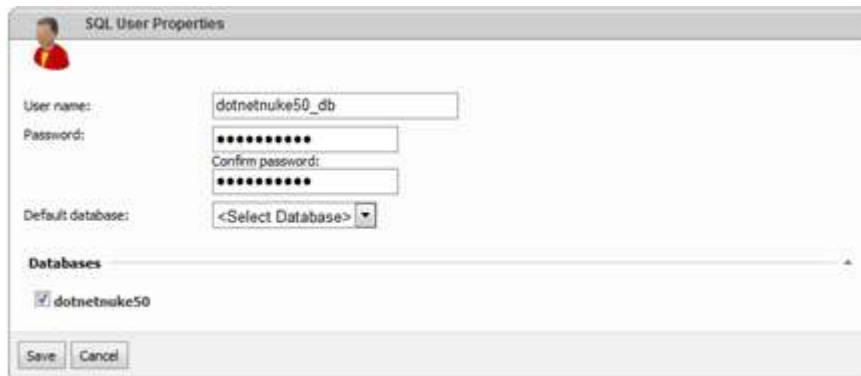 SQL User Properties
User name:
dotnetnuke50_db
Password:
••••••••••
Confirm password:
••••••••••
Default database:
<Select Database>
Databases
dotnetnuke50
Save
Cancel